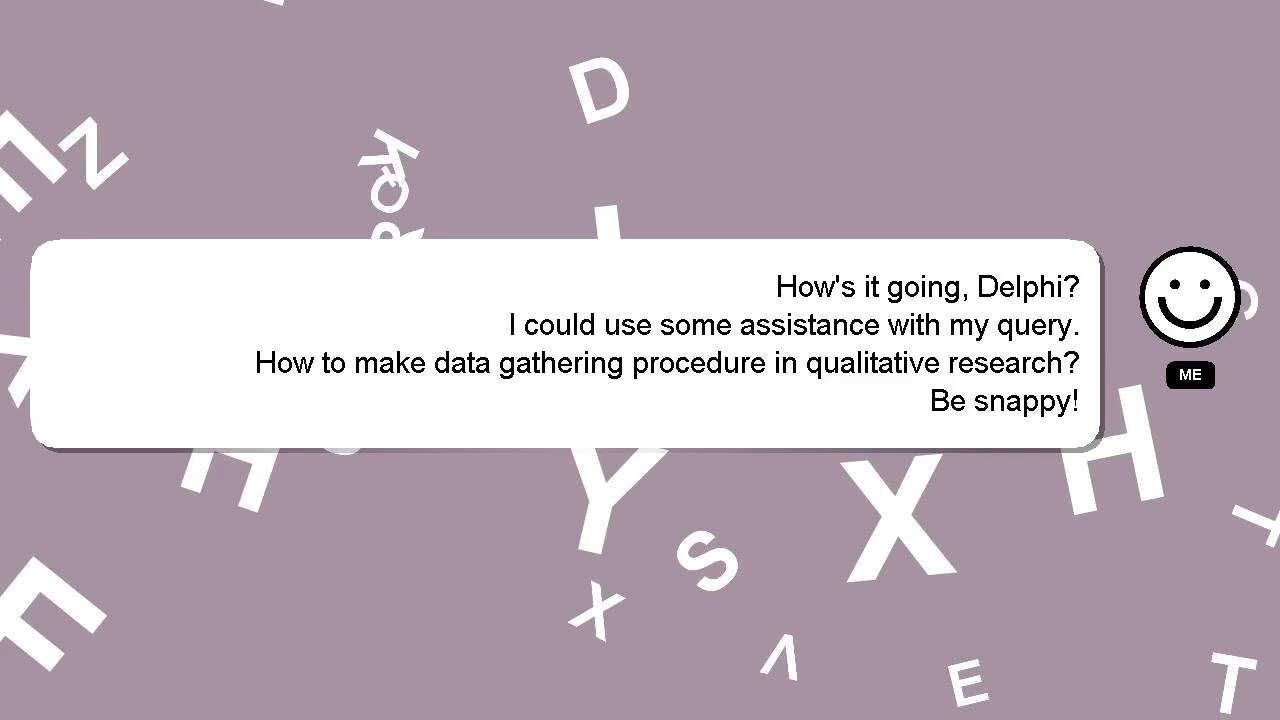 How's it going, Delphi?
I could use some assistance with my query.
How to make data gathering procedure in qualitative research?
Be snappy!
ME
D
Z
K
H
Y
X
H
S
X
V
E
T